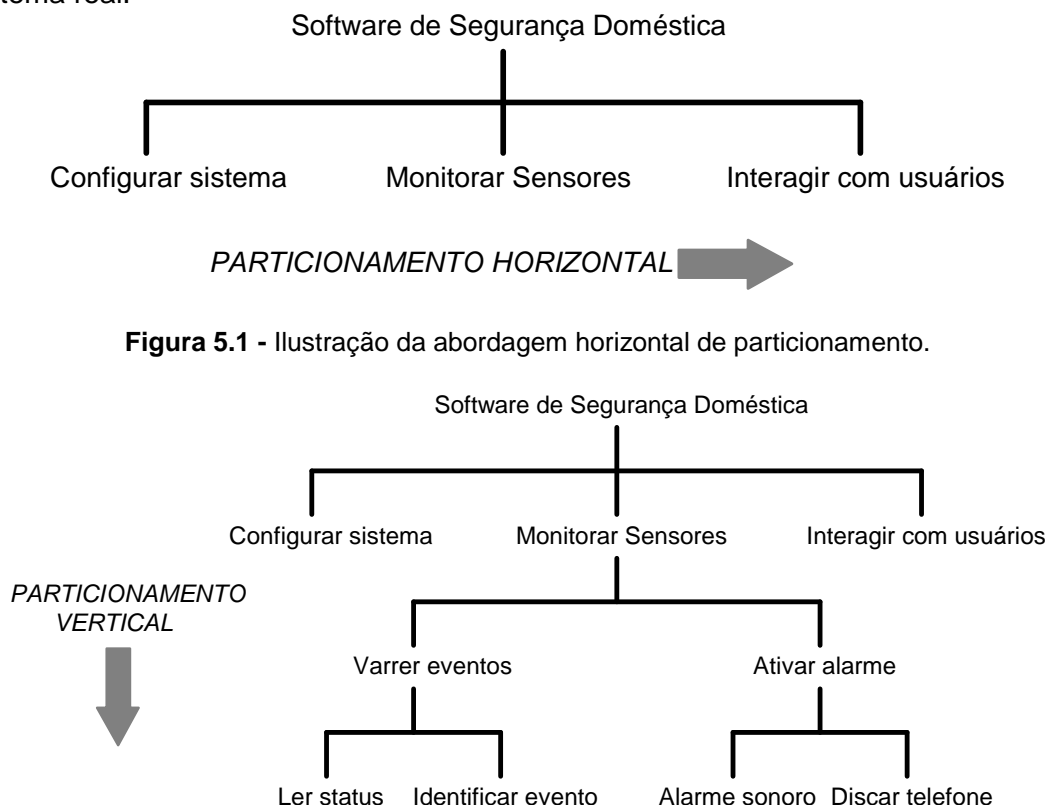 Software de Segurança Doméstica
Configurar sistema Monitorar Sensores Interagir com usuários
PARTICIONAMENTO HORIZONTAL
Figura 5.1 - Ilustração da abordagem horizontal de particionamento.
Software de Segurança Doméstica
Configurar sistema Monitorar Sensores Interagir com usuários
PARTICIONAMENTO
VERTICAL
Varrer eventos Ativar alarme
Ler status Identificar evento Alarme sonoro Discar telefone